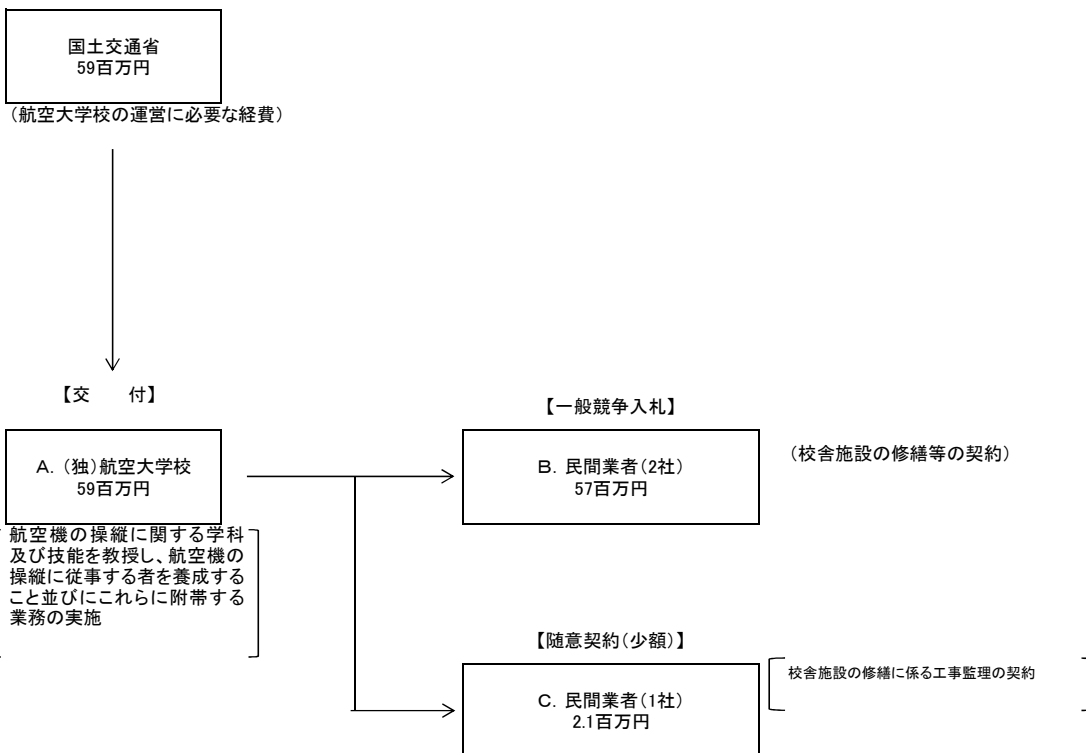 国土交通省
59百万円
（航空大学校の運営に必要な経費）
【交　　付】
A．（独）航空大学校
59百万円
航空機の操縦に関する学科
及び技能を教授し、航空機の
操縦に従事する者を養成する
こと並びにこれらに附帯する
業務の実施
【一般競争入札】
B．民間業者（2社）
57百万円
（校舎施設の修繕等の契約）
【随意契約（少額）】
C．民間業者（1社）
2.1百万円
校舎施設の修繕に係る工事監理の契約